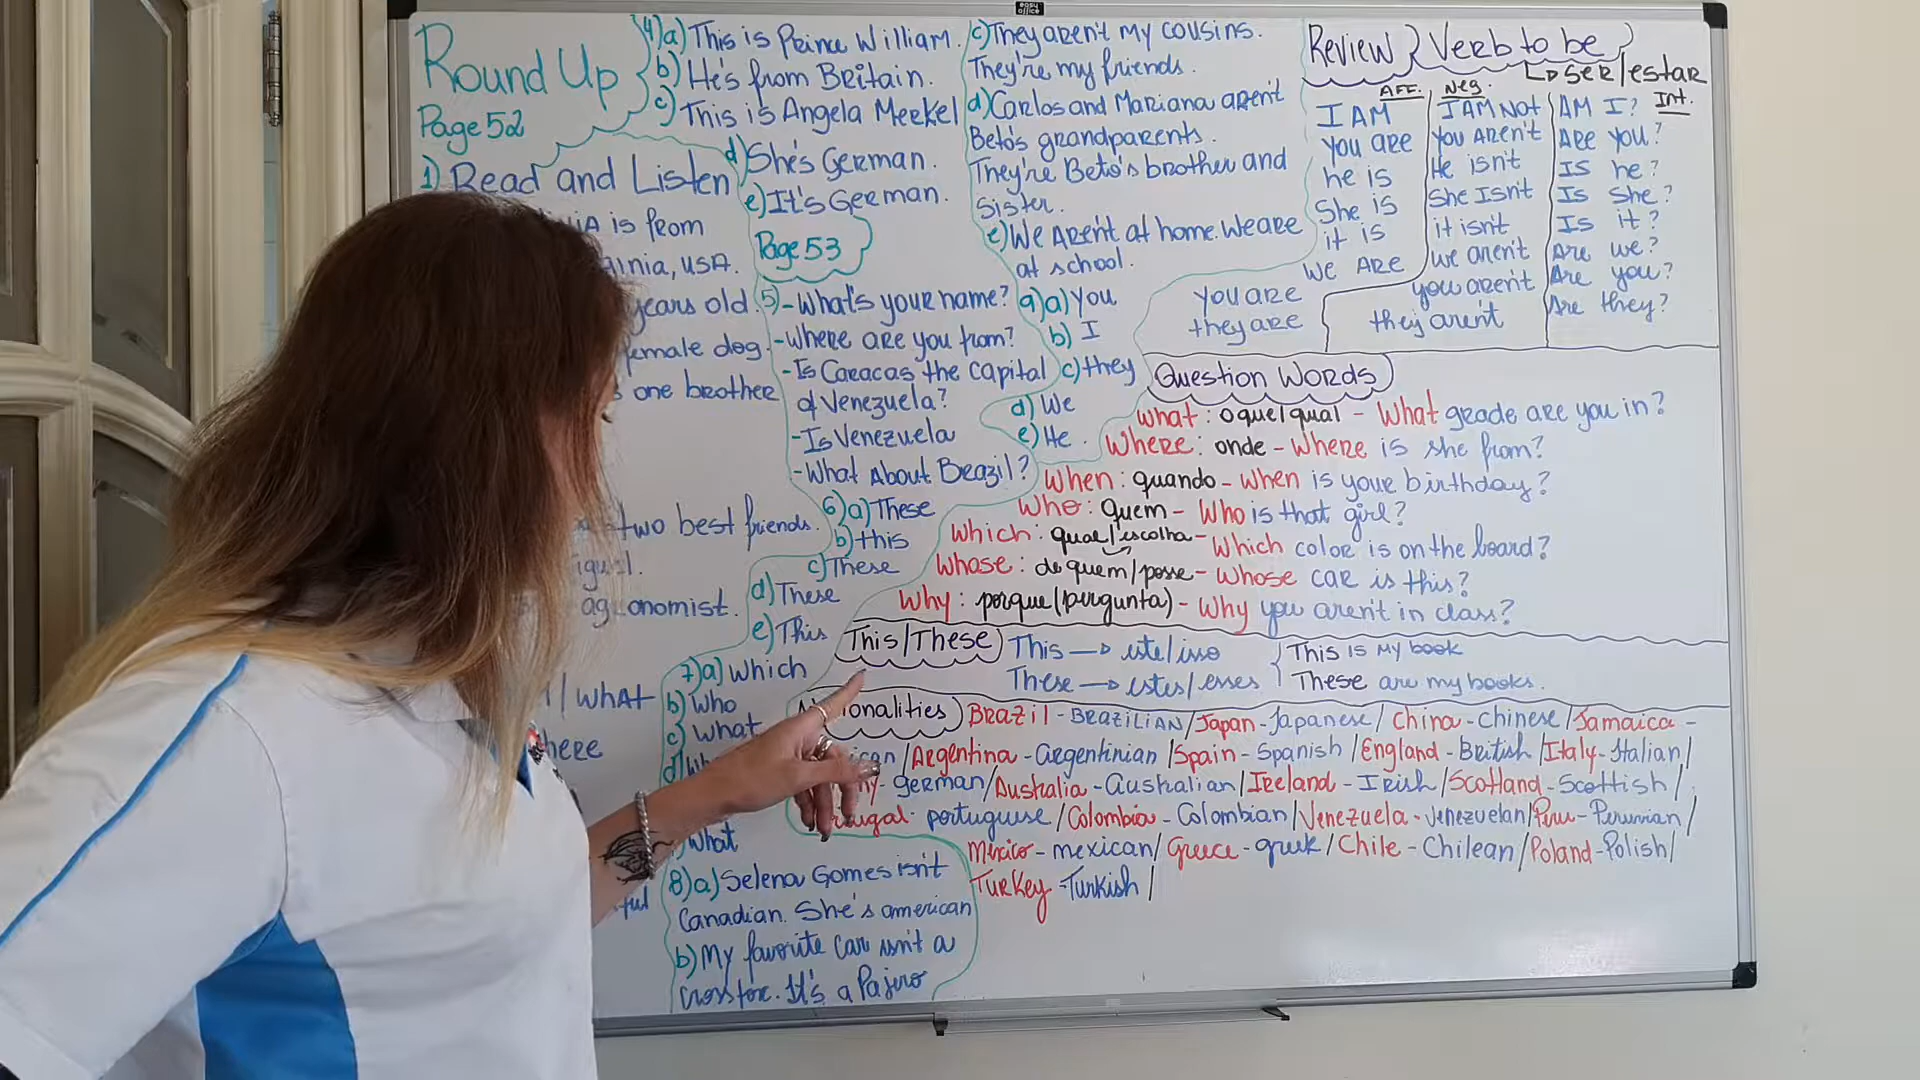 easy office
Round Up
Page 52
1) Read and Listen
is from
inia, USA.
years old.
female dog.
one brother
two best friends.
agronomist.
/ what
here
4) a) This is Prince William.
b) He's from Britain.
c) This is Angela Merkel
d) She's German.
e) It's German.
Page 53
5) - What's your name?
- Where are you from?
- Is Caracas the capital
of Venezuela?
- Is Venezuela
- What About Brazil?
6) a) These
b) this
c) These
d) These
e) This
7) a) Which
b) Who
c) What
What
8) a) Selena Gomes isn't
Canadian. She's american
b) My favorite car isn't a
crossfox. It's a Pajero
c) They aren't my cousins.
They're my friends.
d) Carlos and Mariana aren't
Beto's grandparents.
They're Beto's brother and
sister.
e) We aren't at home. We are
at school.
9) a) You
b) I
c) they
d) We
e) He.
Review Verb to be
↳ ser/estar
AFF. Neg. Int.
I AM I AM NOT AM I?
You are You aren't Are you?
he is He isn't Is he?
She is She Isn't Is she?
it is it isn't Is it?
We ARE we aren't Are we?
you are you aren't Are you?
they are they aren't Are they?
Question Words
What: o que/qual - What grade are you in?
Where: onde - Where is she from?
When: quando - When is your birthday?
Who: Quem - Who is that girl?
Which: qual/escolha - Which color is on the board?
Whose: de quem/posse - Whose car is this?
Why: porque (pergunta) - Why you aren't in class?
This/These This → este/isso This is my book
These → estes/esses These are my books.
Nationalities Brazil - Brazilian/Japan - Japanese/China - Chinese/Jamaica -
/Argentina - argentinian/Spain - Spanish/England - British/Italy - Italian/
german/Australia - Australian/Ireland - Irish/Scotland - Scottish/
portuguese/Colombia - Colombian/Venezuela - Venezuelan/Peru - Peruvian/
México - mexican/Greece - greek/Chile - Chilean/Poland - Polish/
Turkey - Turkish/